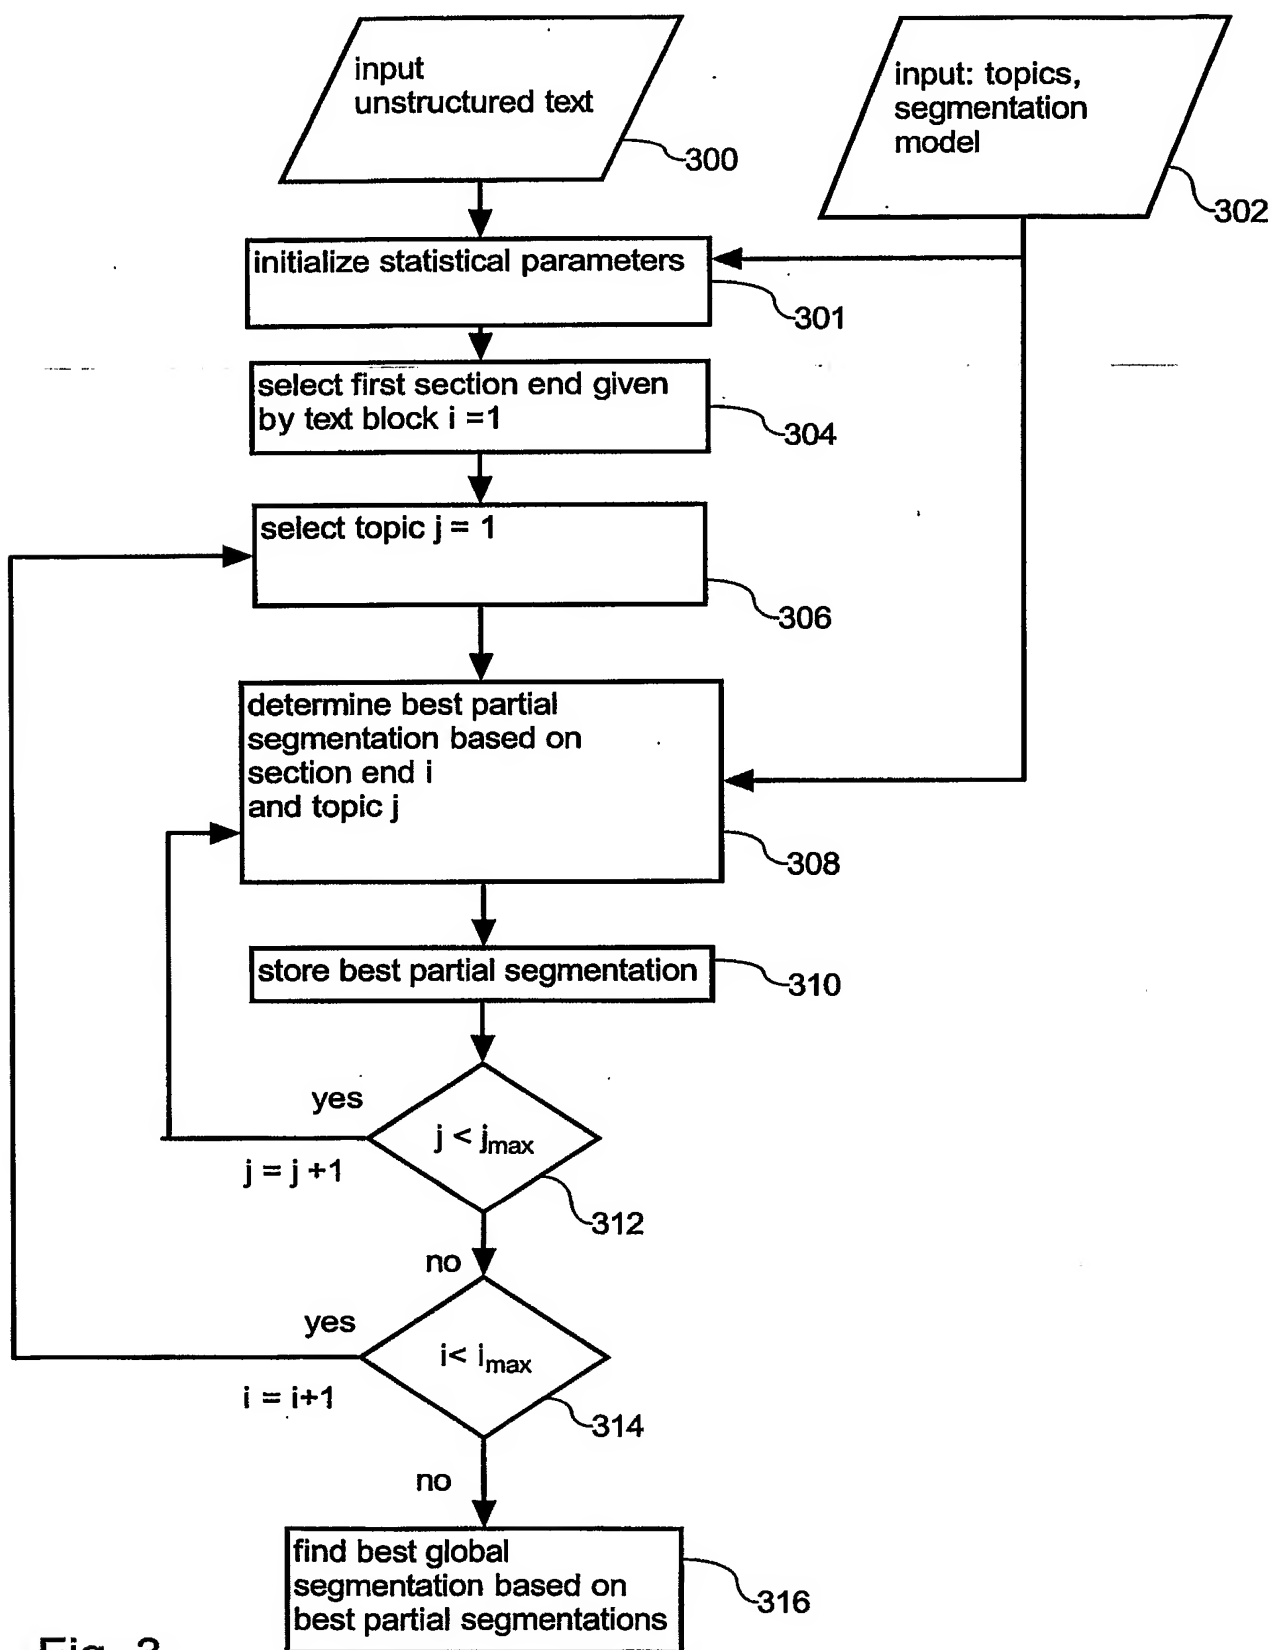 input
unstructured text
300
input: topics,
segmentation
model
302
initialize statistical parameters
301
select first section end given
by text block i =1
304
select topic j = 1
306
determine best partial
segmentation based on
section end i
and topic j
308
store best partial segmentation
310
yes
j < jmax
j = j +1
312
no
yes
i< imax
i = i+1
314
no
find best global
segmentation based on
best partial segmentations
316